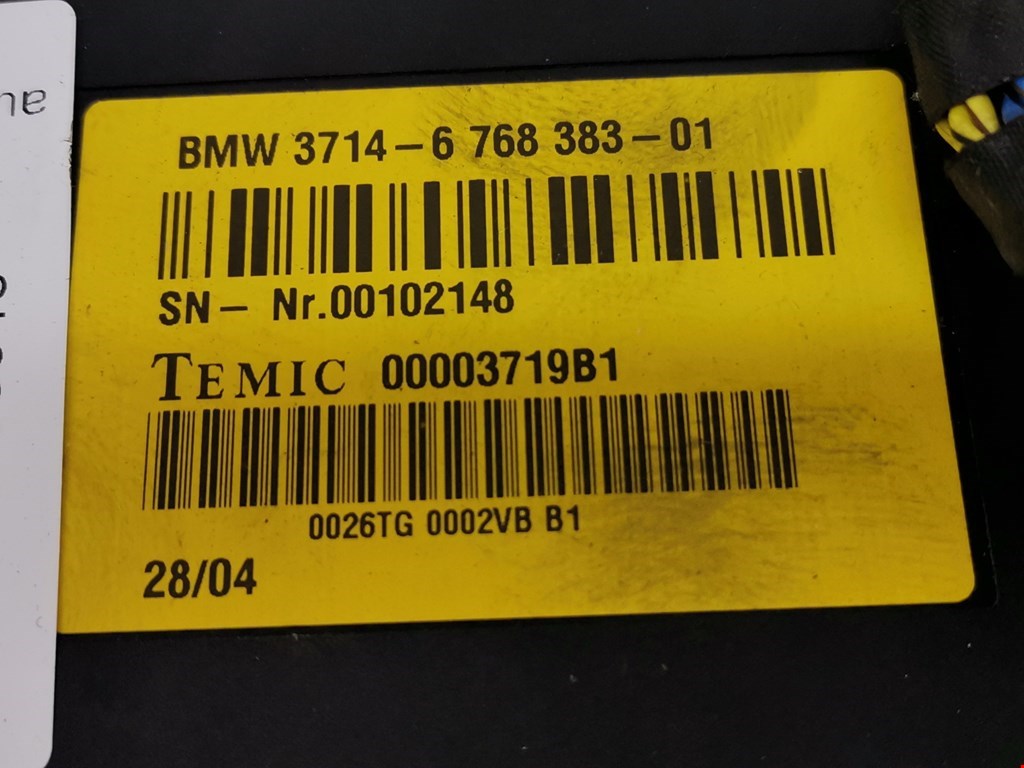 BMW 3714-6 768 383-01
SN- Nr.00102148
TEMIC 00003719B1
0026TG 0002VB B1
28/04